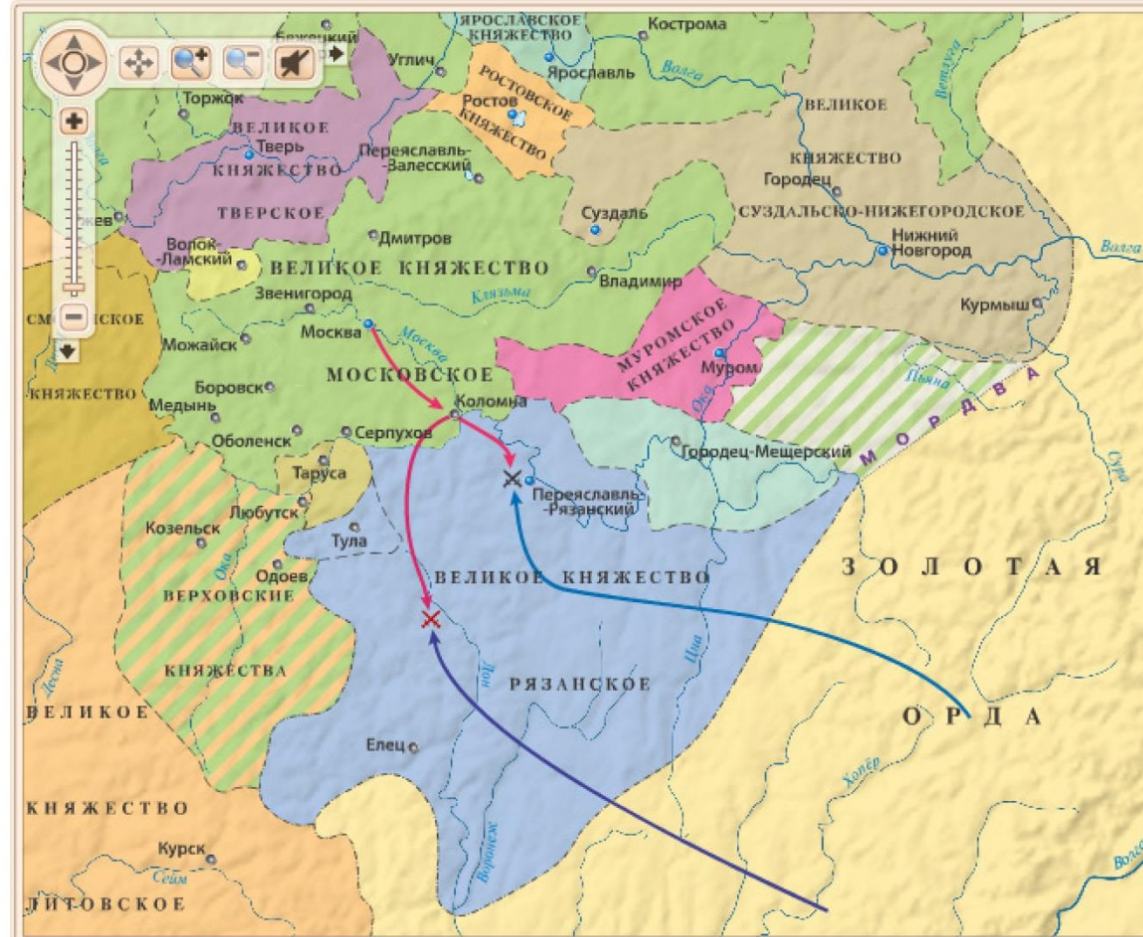 ЯРОСЛАВСКОЕ
КНЯЖЕСТВО
Кострома
Углич
Ярославль
Волга
Ветлуга
РОСТОВСКОЕ
КНЯЖЕСТВО
Ростов
Торжок
ВЕЛИКОЕ
Тверь
КНЯЖЕСТВО
ТВЕРСКОЕ
Переяславль-
-Залесский
ВЕЛИКОЕ
КНЯЖЕСТВО
Городец
СУЗДАЛЬСКО-НИЖЕГОРОДСКОЕ
Суздаль
Нижний
Новгород
Волга
Дмитров
Волок-
-Ламский
ВЕЛИКОЕ КНЯЖЕСТВО
Владимир
Клязьма
Звенигород
Курмыш
Москва
Москва
Можайск
МУРОМСКОЕ
КНЯЖЕСТВО
Муром
Пьяна
МОРДВА
КНЯЖЕСТВО
МОСКОВСКОЕ
Боровск
Медынь
Коломна
Ока
Оболенск
Серпухов
Городец-Мещерский
Сура
Таруса
Любутск
Переяславль-
-Рязанский
Козельск
Тула
Ока
Одоев
ВЕЛИКОЕ КНЯЖЕСТВО
ЗОЛОТАЯ
ВЕРХОВСКИЕ
КНЯЖЕСТВА
Десна
Дон
Цна
РЯЗАНСКОЕ
ВЕЛИКОЕ
ОРДА
Елец
Хопёр
КНЯЖЕСТВО
Воронеж
Курск
Сейм
ЛИТОВСКОЕ